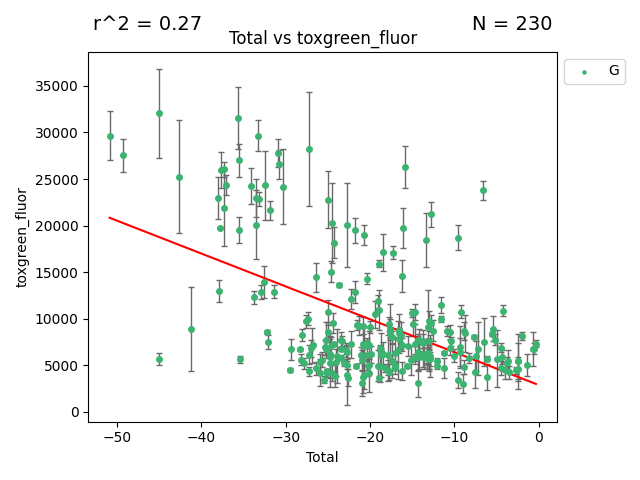 r^2 = 0.27
N = 230
Total vs toxgreen_fluor
G
35000
30000
25000
20000
15000
10000
5000
0
toxgreen_fluor
−50
−40
−30
−20
−10
0
Total